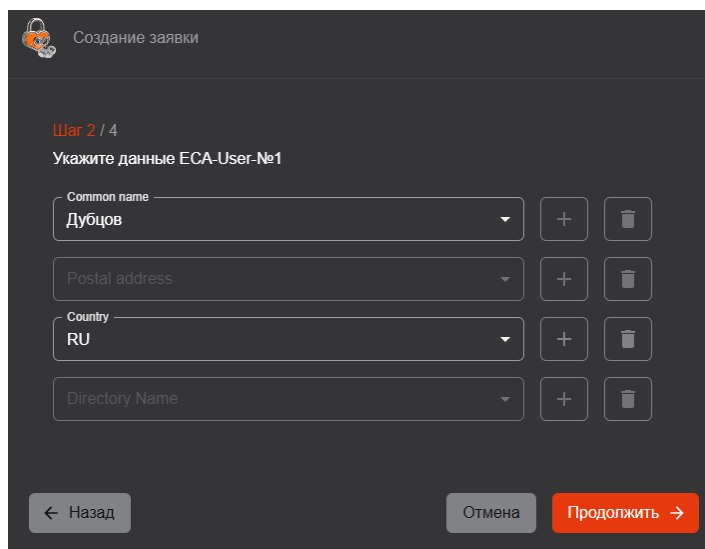 Создание заявки
Шаг 2 / 4
Укажите данные ECA-User-№1
Common name
Дубцов
Postal address
Country
RU
Directory Name
Назад
Отмена
Продолжить